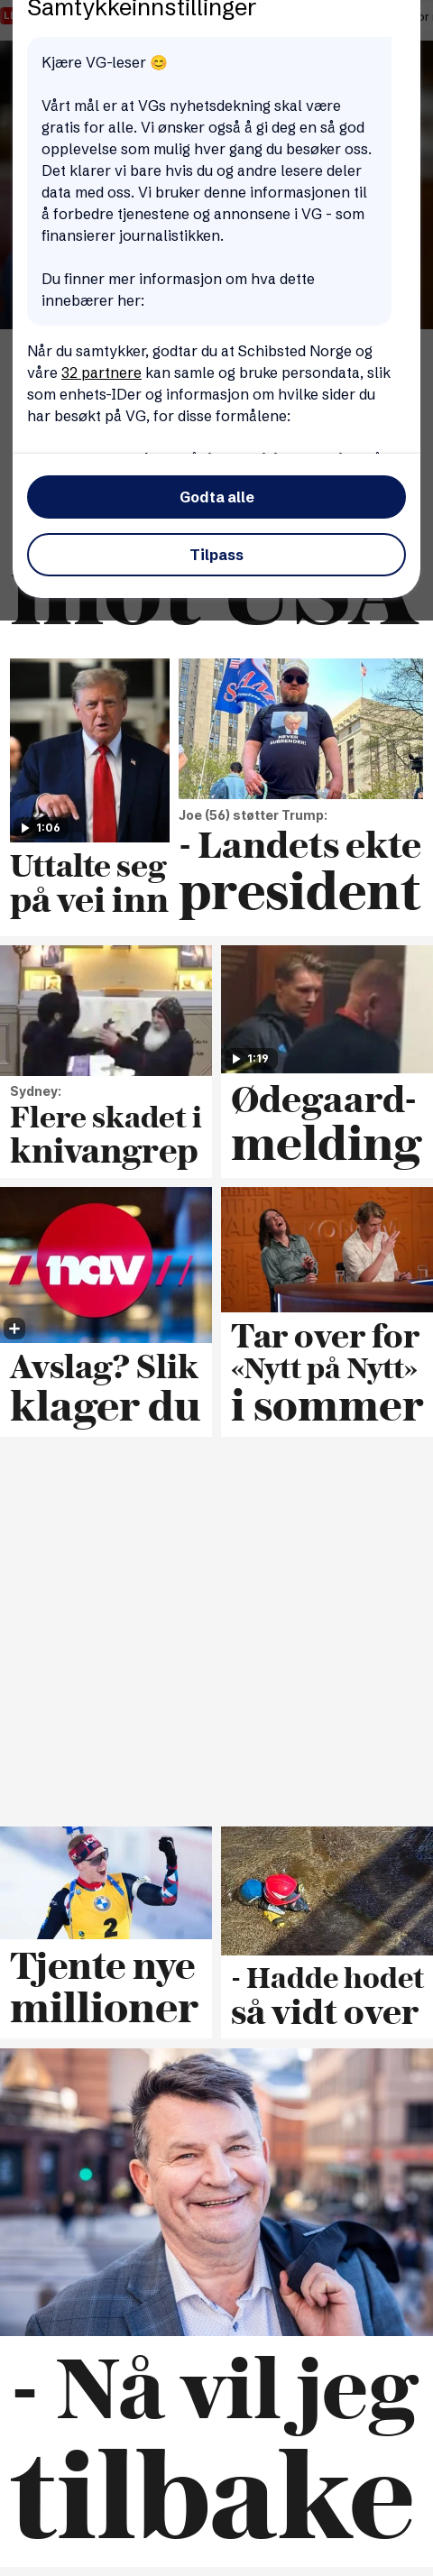 Samtykkeinnstillinger
Kjære VG-leser 😊
Vårt mål er at VGs nyhetsdekning skal være
gratis for alle. Vi ønsker også å gi deg en så god
opplevelse som mulig hver gang du besøker oss.
Det klarer vi bare hvis du og andre lesere deler
data med oss. Vi bruker denne informasjonen til
å forbedre tjenestene og annonsene i VG - som
finansierer journalistikken.
Du finner mer informasjon om hva dette
innebærer her:
Når du samtykker, godtar du at Schibsted Norge og
våre 32 partnere kan samle og bruke persondata, slik
som enhets-IDer og informasjon om hvilke sider du
har besøkt på VG, for disse formålene:
Godta alle
Tilpass
mot USA
1:06
Uttalte seg
på vei inn
NEVER
SURRENDER!
Joe (56) støtter Trump:
- Landets ekte
president
Sydney:
Flere skadet i
knivangrep
1:19
Ødegaard-
melding
nav
Avslag? Slik
klager du
Tar over for
«Nytt på Nytt»
i sommer
2
Tjente nye
millioner
- Hadde hodet
så vidt over
- Nå vil jeg
tilbake